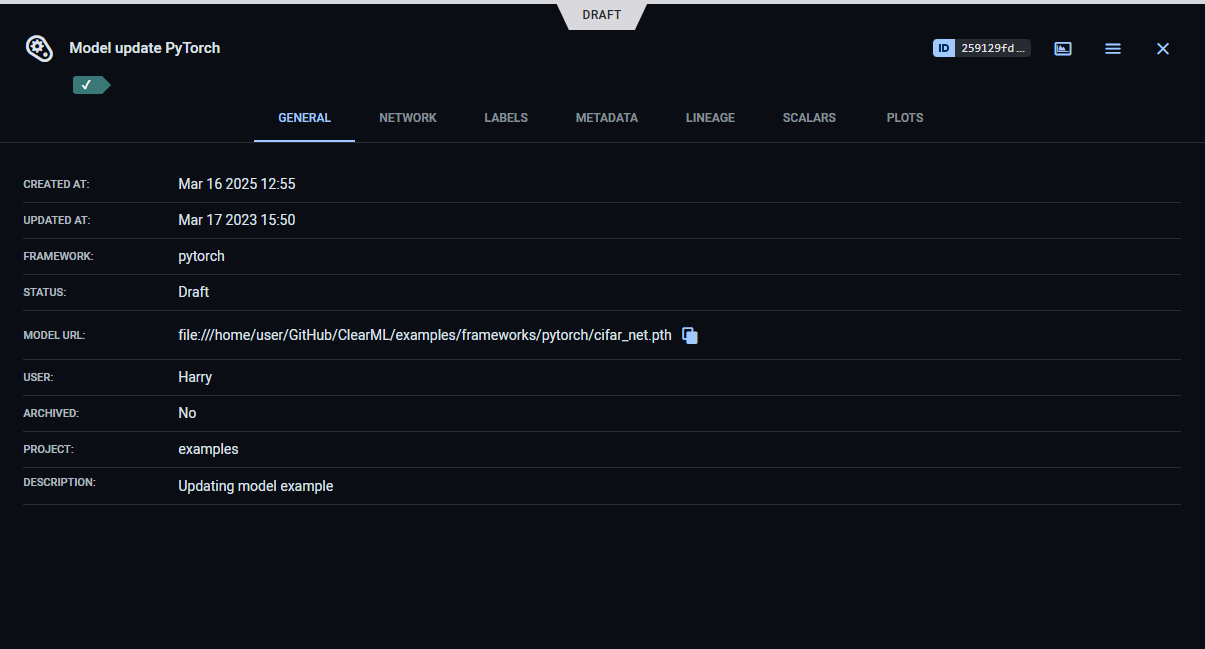 DRAFT
Model update PyTorch
ID 259129fd...
✓
GENERAL NETWORK LABELS METADATA LINEAGE SCALARS PLOTS
CREATED AT: Mar 16 2025 12:55
UPDATED AT: Mar 17 2023 15:50
FRAMEWORK: pytorch
STATUS: Draft
MODEL URL: file:///home/user/GitHub/ClearML/examples/frameworks/pytorch/cifar_net.pth
USER: Harry
ARCHIVED: No
PROJECT: examples
DESCRIPTION: Updating model example